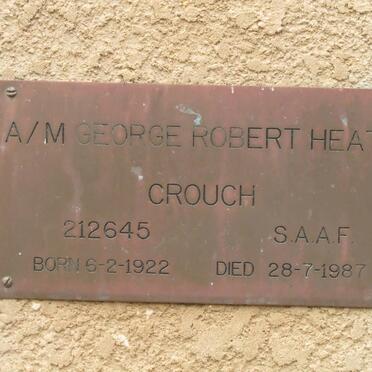 A/M GEORGE ROBERT HEAT
CROUCH
212645 S.A.A.F.
BORN 6-2-1922 DIED 28-7-1987